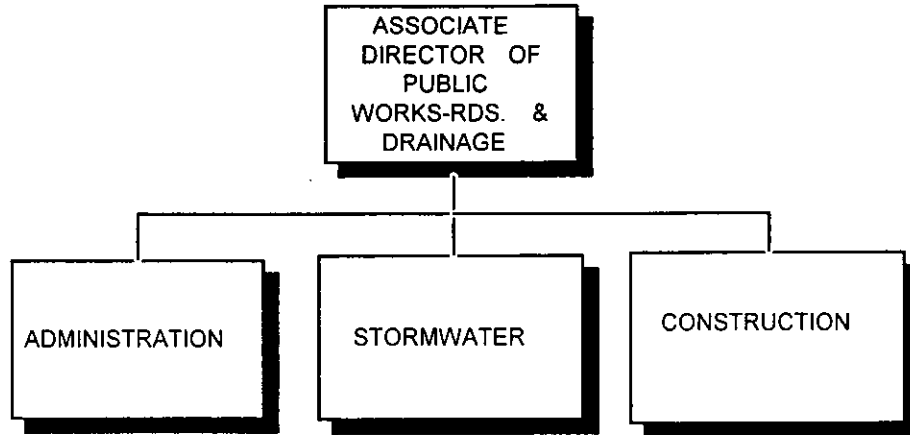 ASSOCIATE
DIRECTOR OF
PUBLIC
WORKS-RDS. &
DRAINAGE
ADMINISTRATION
STORMWATER
CONSTRUCTION